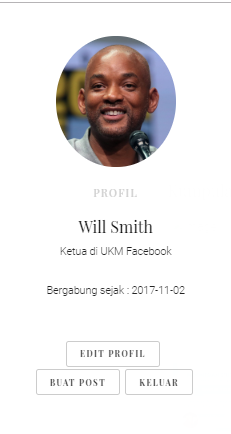 PROFIL
Will Smith
Ketua di UKM Facebook
Bergabung sejak : 2017-11-02
EDIT PROFIL
BUAT POST KELUAR